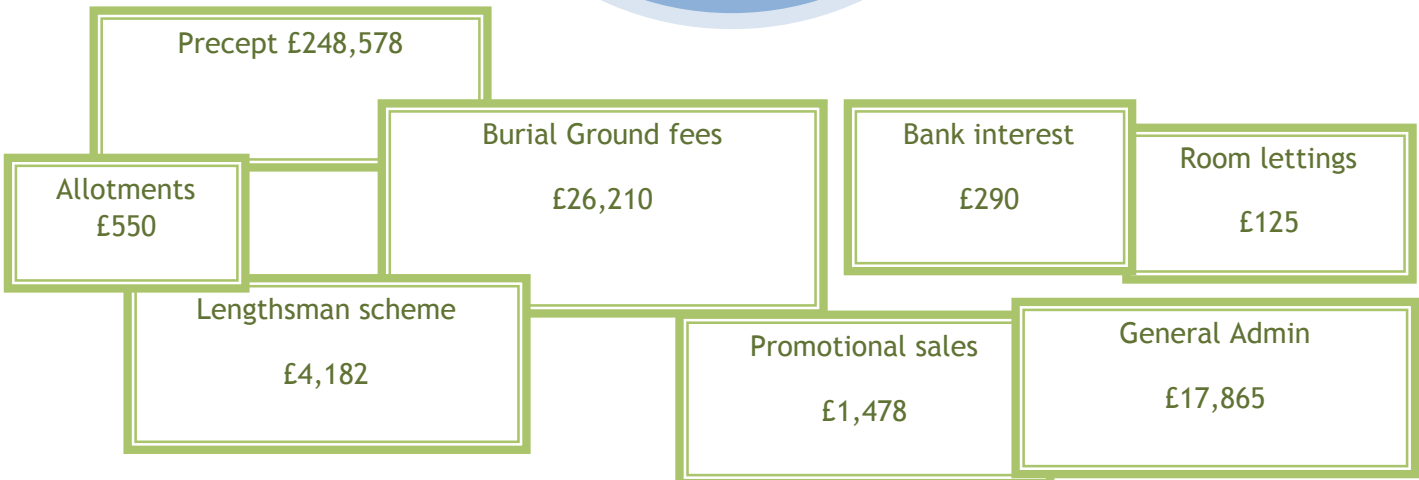 Precept £248,578
Burial Ground fees
£26,210
Bank interest
£290
Room lettings
£125
Allotments
£550
Lengthsman scheme
£4,182
Promotional sales
£1,478
General Admin
£17,865